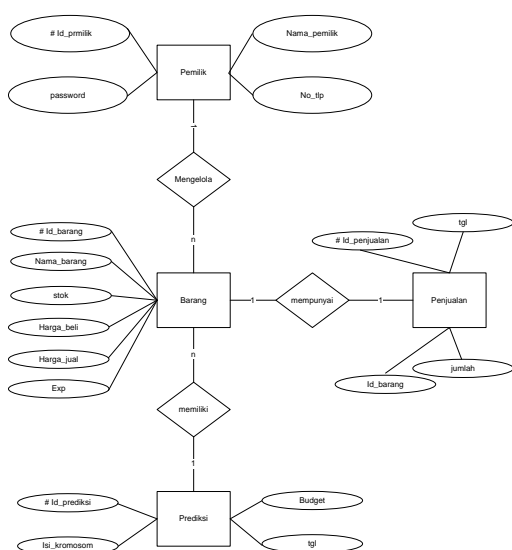 # Id_prmilik
Nama_pemilik
Pemilik
password
No_tlp
1
Mengelola
n
# Id_barang
Nama_barang
stok
Harga_beli
Harga_jual
Exp
Barang
1
mempunyai
1
Penjualan
tgl
# Id_penjualan
Id_barang
jumlah
n
memiliki
1
# Id_prediksi
Budget
Prediksi
Isi_kromosom
tgl